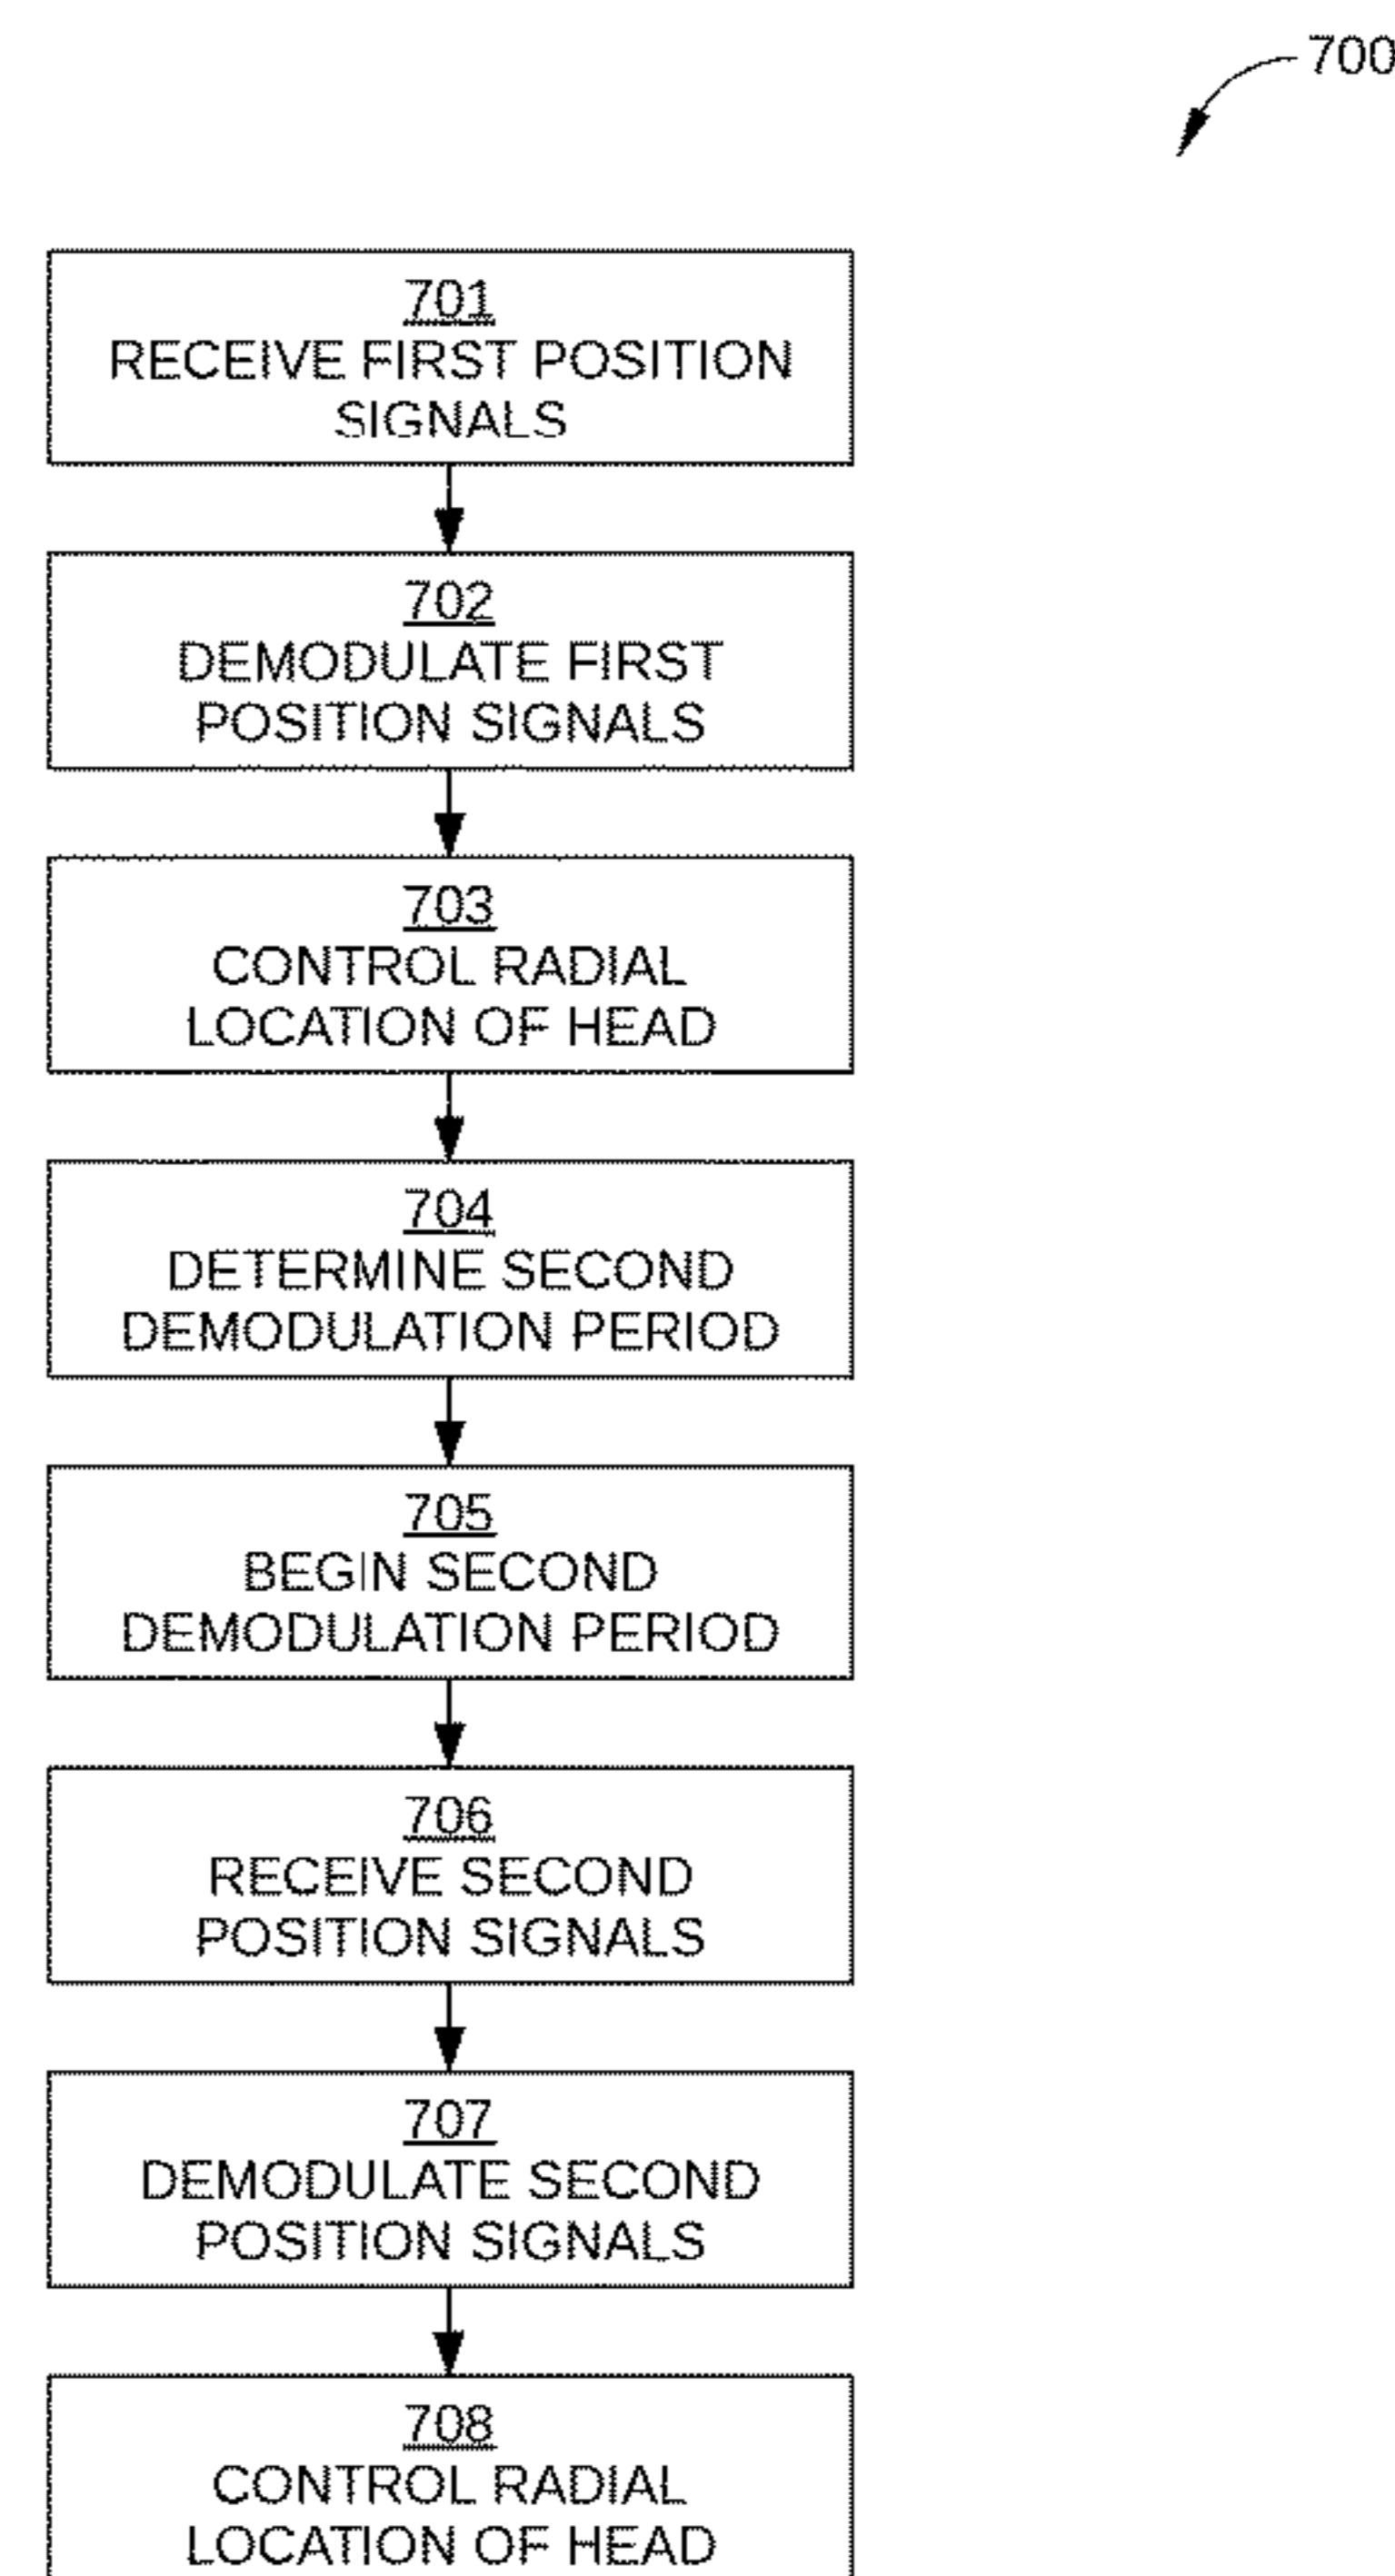 700
701
RECEIVE FIRST POSITION
SIGNALS
702
DEMODULATE FIRST
POSITION SIGNALS
703
CONTROL RADIAL
LOCATION OF HEAD
704
DETERMINE SECOND
DEMODULATION PERIOD
705
BEGIN SECOND
DEMODULATION PERIOD
706
RECEIVE SECOND
POSITION SIGNALS
707
DEMODULATE SECOND
POSITION SIGNALS
708
CONTROL RADIAL
LOCATION OF HEAD